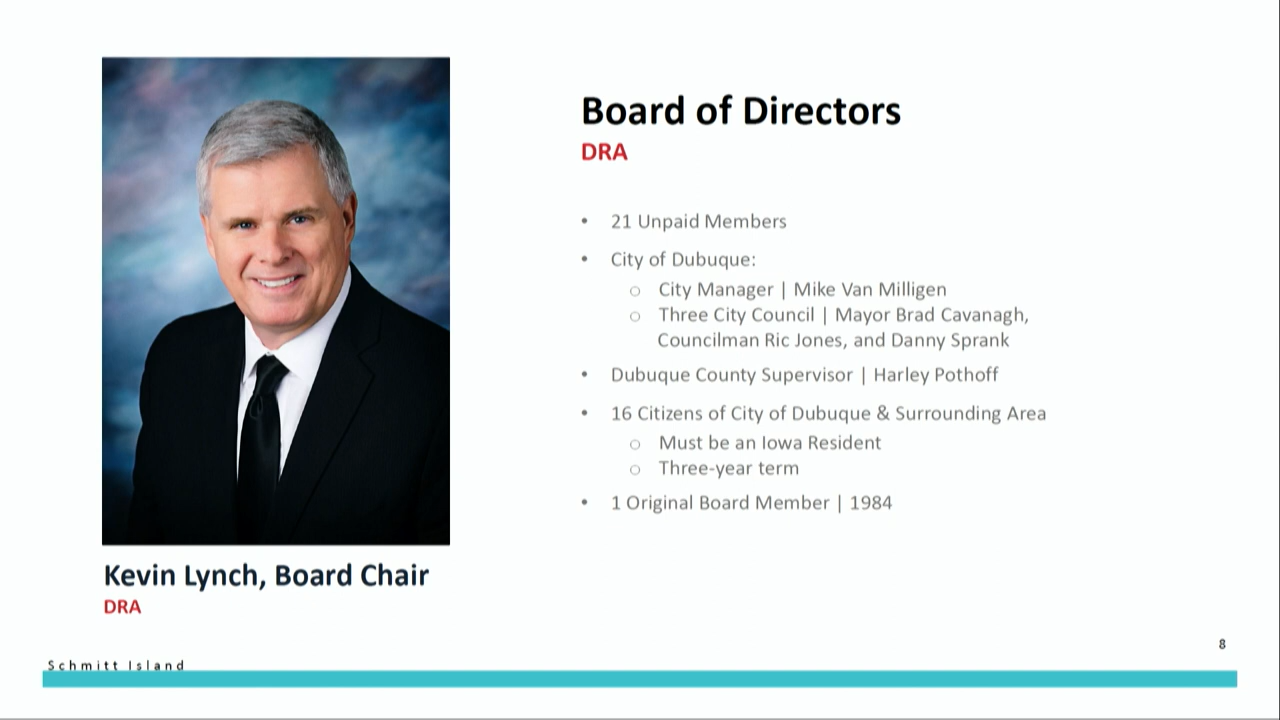 Board of Directors
DRA
• 21 Unpaid Members
• City of Dubuque:
○ City Manager | Mike Van Milligen
○ Three City Council | Mayor Brad Cavanagh,
Councilman Ric Jones, and Danny Sprank
• Dubuque County Supervisor | Harley Pothoff
• 16 Citizens of City of Dubuque & Surrounding Area
○ Must be an Iowa Resident
○ Three-year term
• 1 Original Board Member | 1984
Kevin Lynch, Board Chair
DRA
8
Schmitt Island